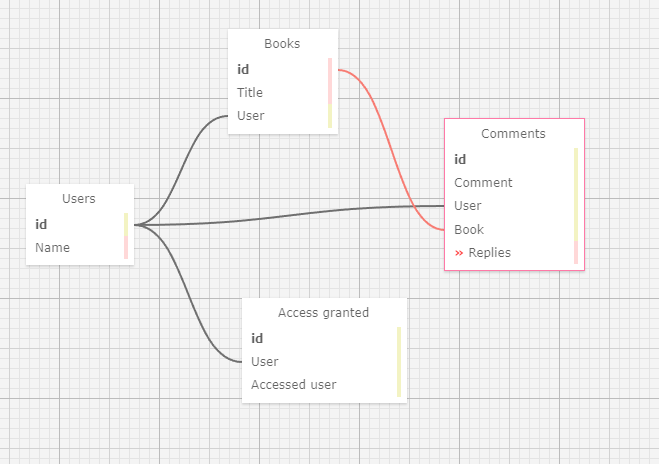 Books
id
Title
User
Comments
id
Comment
User
Book
» Replies
Users
id
Name
Access granted
id
User
Accessed user